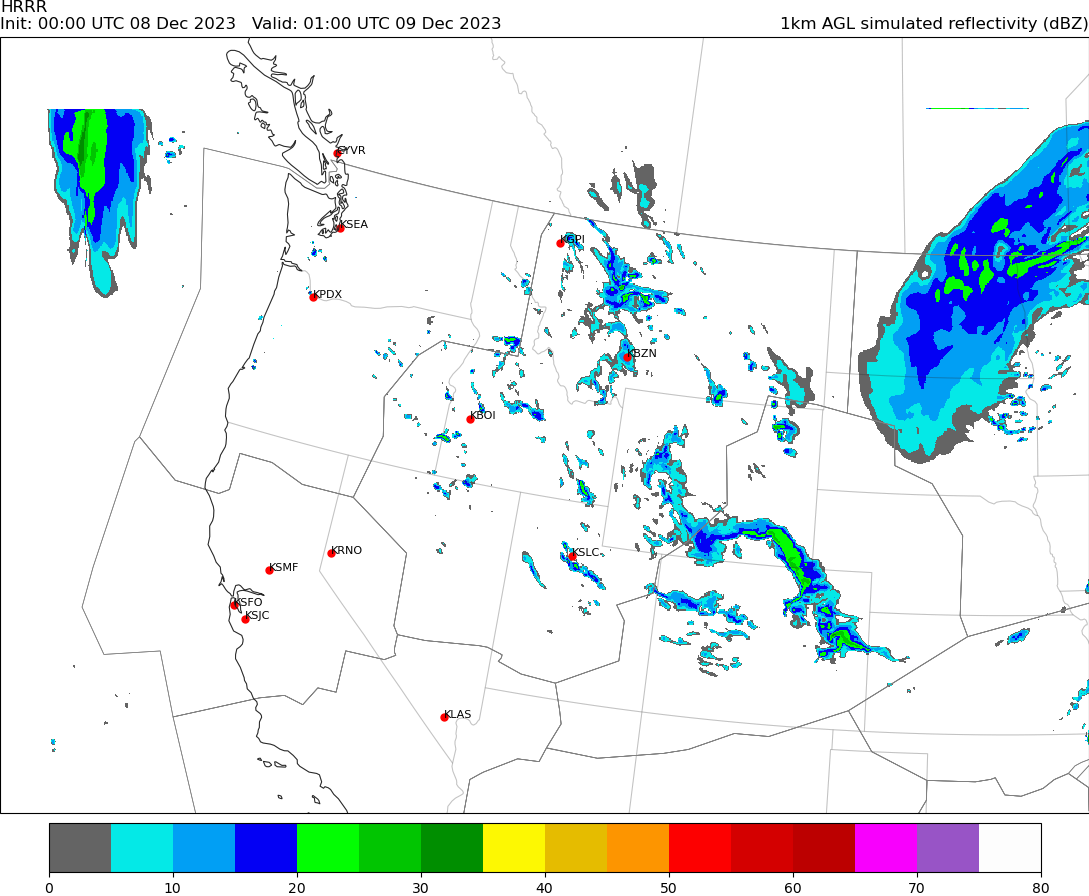 HRRR
Init: 00:00 UTC 08 Dec 2023   Valid: 01:00 UTC 09 Dec 2023
1km AGL simulated reflectivity (dBZ)
CYVR
KSEA
KGPI
KPDX
KBZN
KBOI
KRNO
KSLC
KSMF
KSFO
KSJC
KLAS
0 10 20 30 40 50 60 70 80